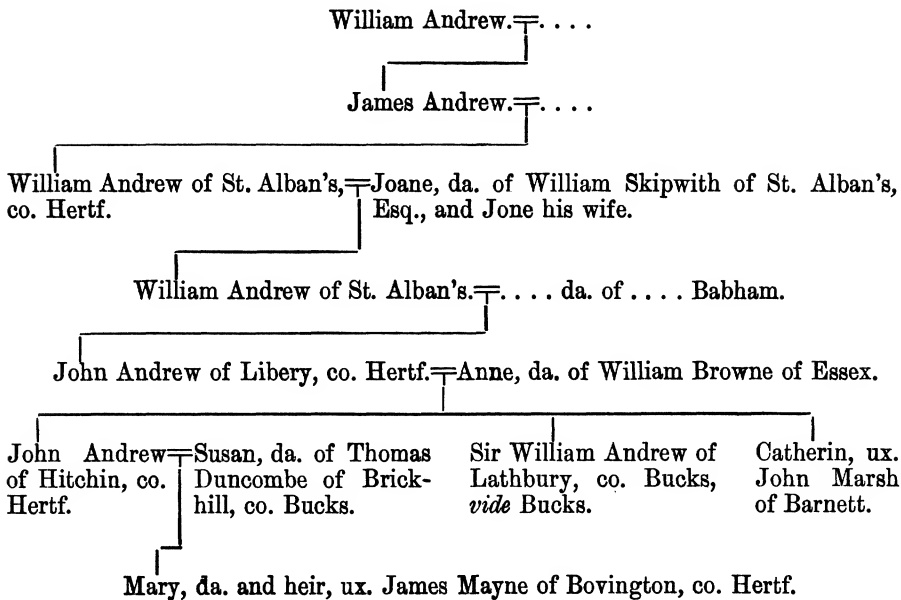 William Andrew.=. . . .
James Andrew.=. . . .
William Andrew of St. Alban's,=Joane, da. of William Skipwith of St. Alban's,
co. Hertf. Esq., and Jone his wife.
William Andrew of St. Alban's.=. . . . da. of . . . . Babham.
John Andrew of Libery, co. Hertf.=Anne, da. of William Browne of Essex.
John Andrew=Susan, da. of Thomas
of Hitchin, co. Duncombe of Brick-
Hertf. hill, co. Bucks.
Sir William Andrew of
Lathbury, co. Bucks,
vide Bucks.
Catherin, ux.
John Marsh
of Barnett.
Mary, da. and heir, ux. James Mayne of Bovington, co. Hertf.